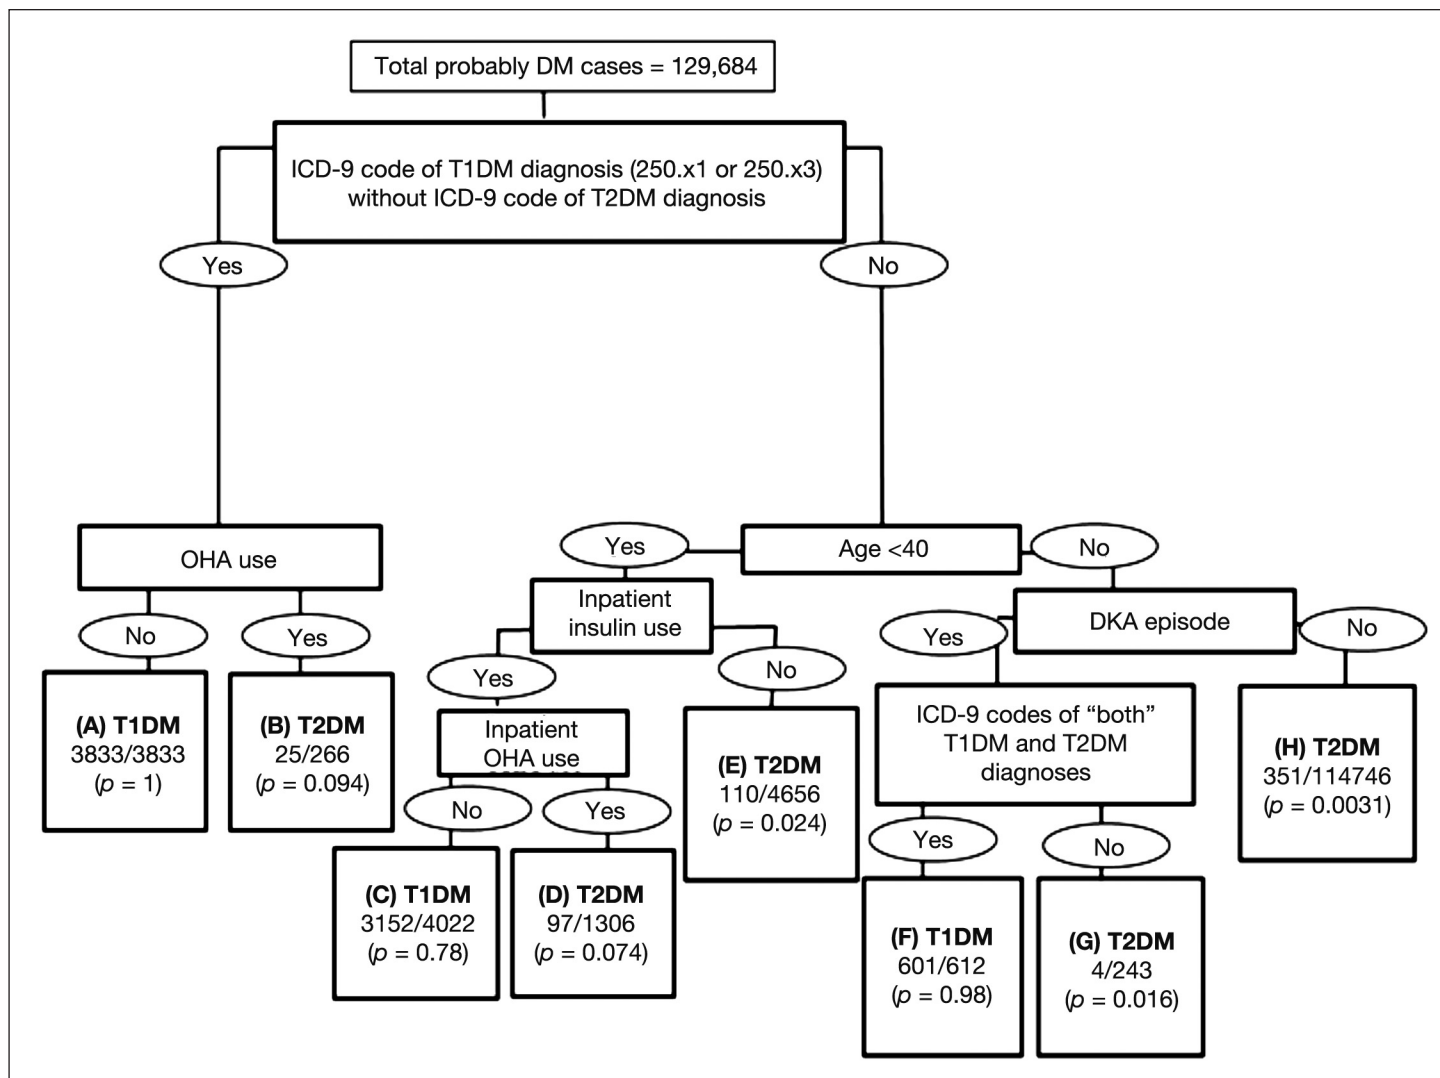 Total probably DM cases = 129,684
ICD-9 code of T1DM diagnosis (250.x1 or 250.x3)
without ICD-9 code of T2DM diagnosis
Yes
No
OHA use
No
Yes
(A) T1DM
3833/3833
(p = 1)
(B) T2DM
25/266
(p = 0.094)
Age <40
Yes
No
Inpatient
insulin use
Yes
No
Inpatient
OHA use
No
Yes
(C) T1DM
3152/4022
(p = 0.78)
(D) T2DM
97/1306
(p = 0.074)
(E) T2DM
110/4656
(p = 0.024)
DKA episode
Yes
No
ICD-9 codes of “both”
T1DM and T2DM
diagnoses
Yes
No
(F) T1DM
601/612
(p = 0.98)
(G) T2DM
4/243
(p = 0.016)
(H) T2DM
351/114746
(p = 0.0031)